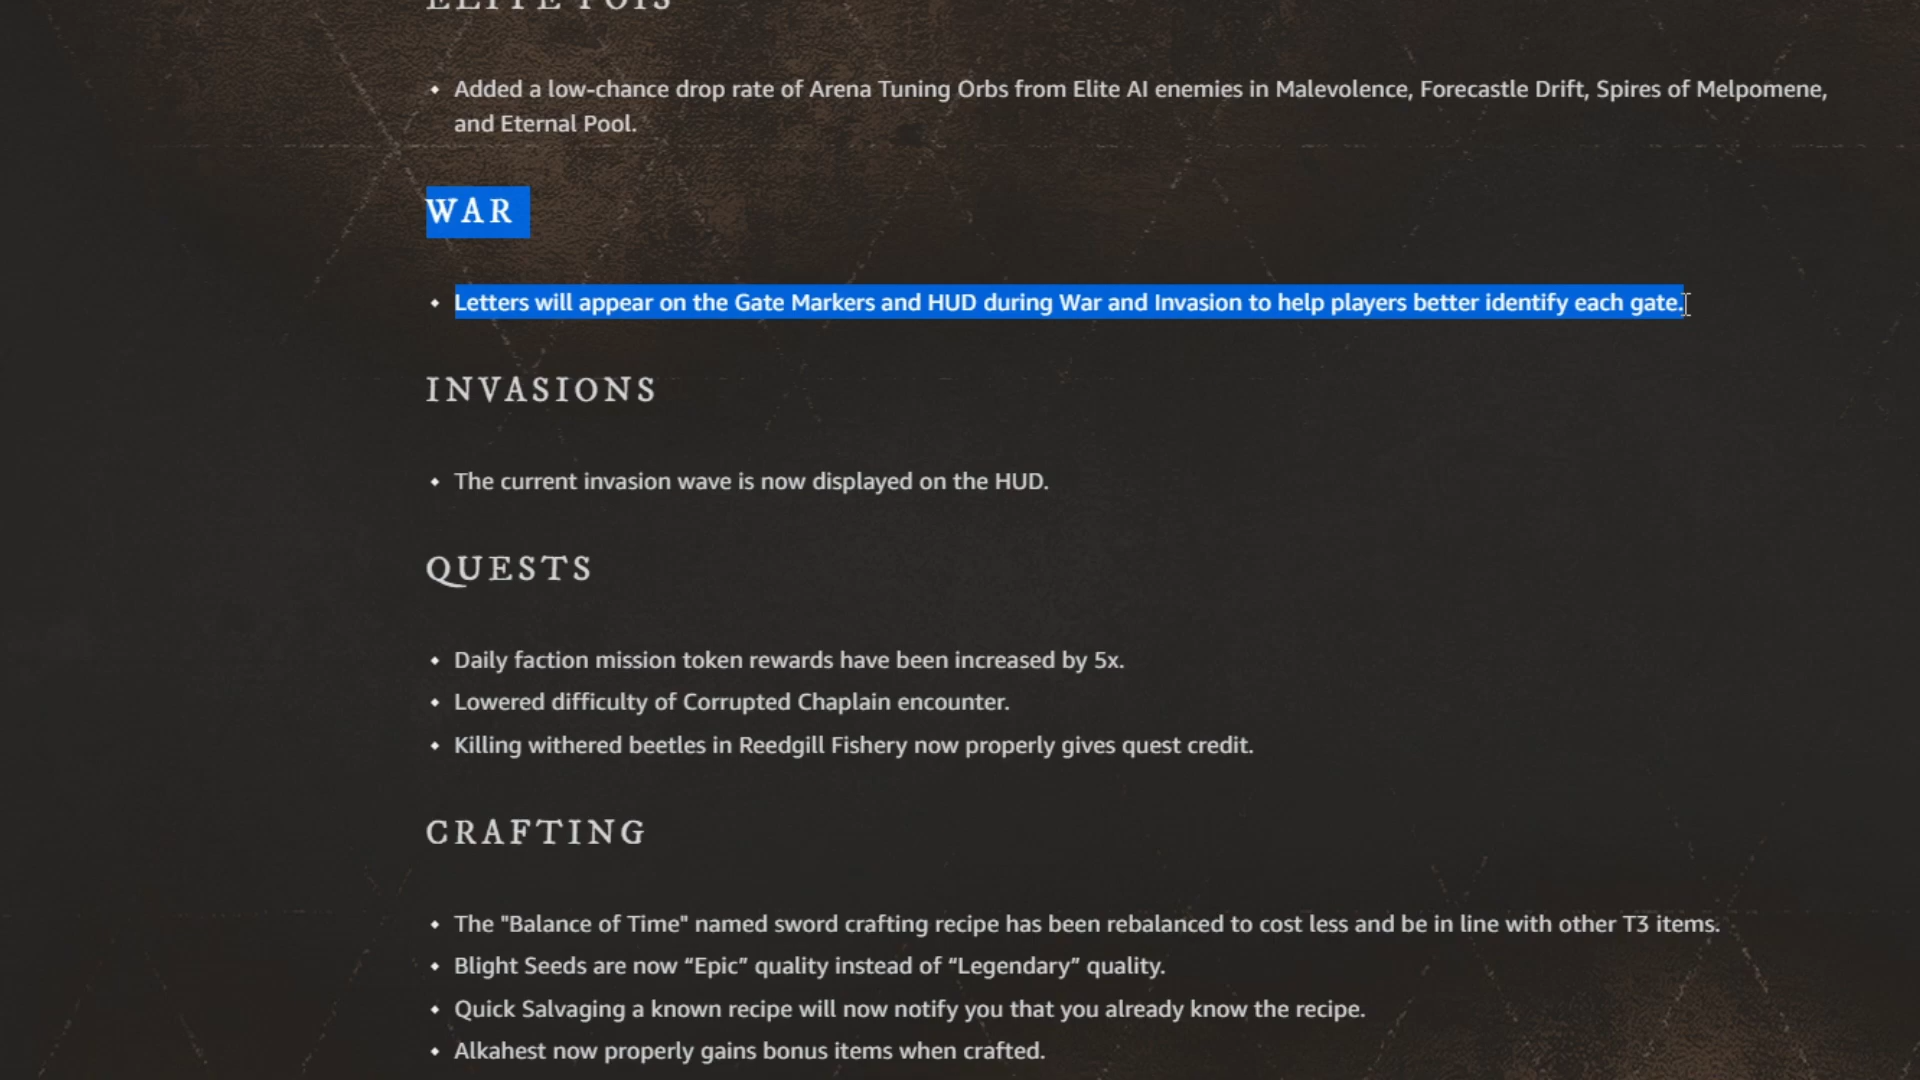 ELITE POIS
Added a low-chance drop rate of Arena Tuning Orbs from Elite AI enemies in Malevolence, Forecastle Drift, Spires of Melpomene,
and Eternal Pool.
WAR
Letters will appear on the Gate Markers and HUD during War and Invasion to help players better identify each gate.
INVASIONS
The current invasion wave is now displayed on the HUD.
QUESTS
Daily faction mission token rewards have been increased by 5x.
Lowered difficulty of Corrupted Chaplain encounter.
Killing withered beetles in Reedgill Fishery now properly gives quest credit.
CRAFTING
The "Balance of Time" named sword crafting recipe has been rebalanced to cost less and be in line with other T3 items.
Blight Seeds are now “Epic” quality instead of “Legendary” quality.
Quick Salvaging a known recipe will now notify you that you already know the recipe.
Alkahest now properly gains bonus items when crafted.